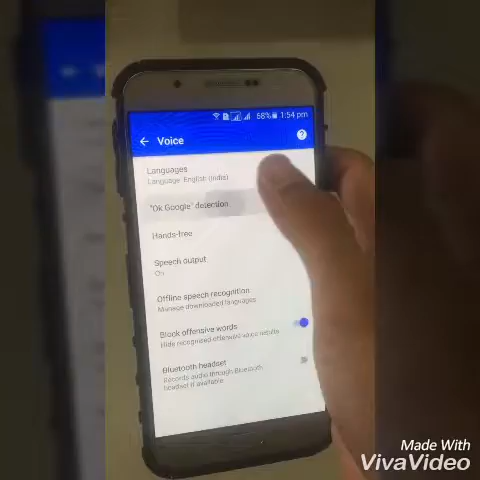 68% 1:54 pm
Voice
Languages
Language: English (India)
"Ok Google" detection
Hands-free
Speech output
On
Offline speech recognition
Manage downloaded languages
Block offensive words
Hide recognised offensive voice results
Bluetooth headset
Records audio through Bluetooth
headset if available
Made With
VivaVideo